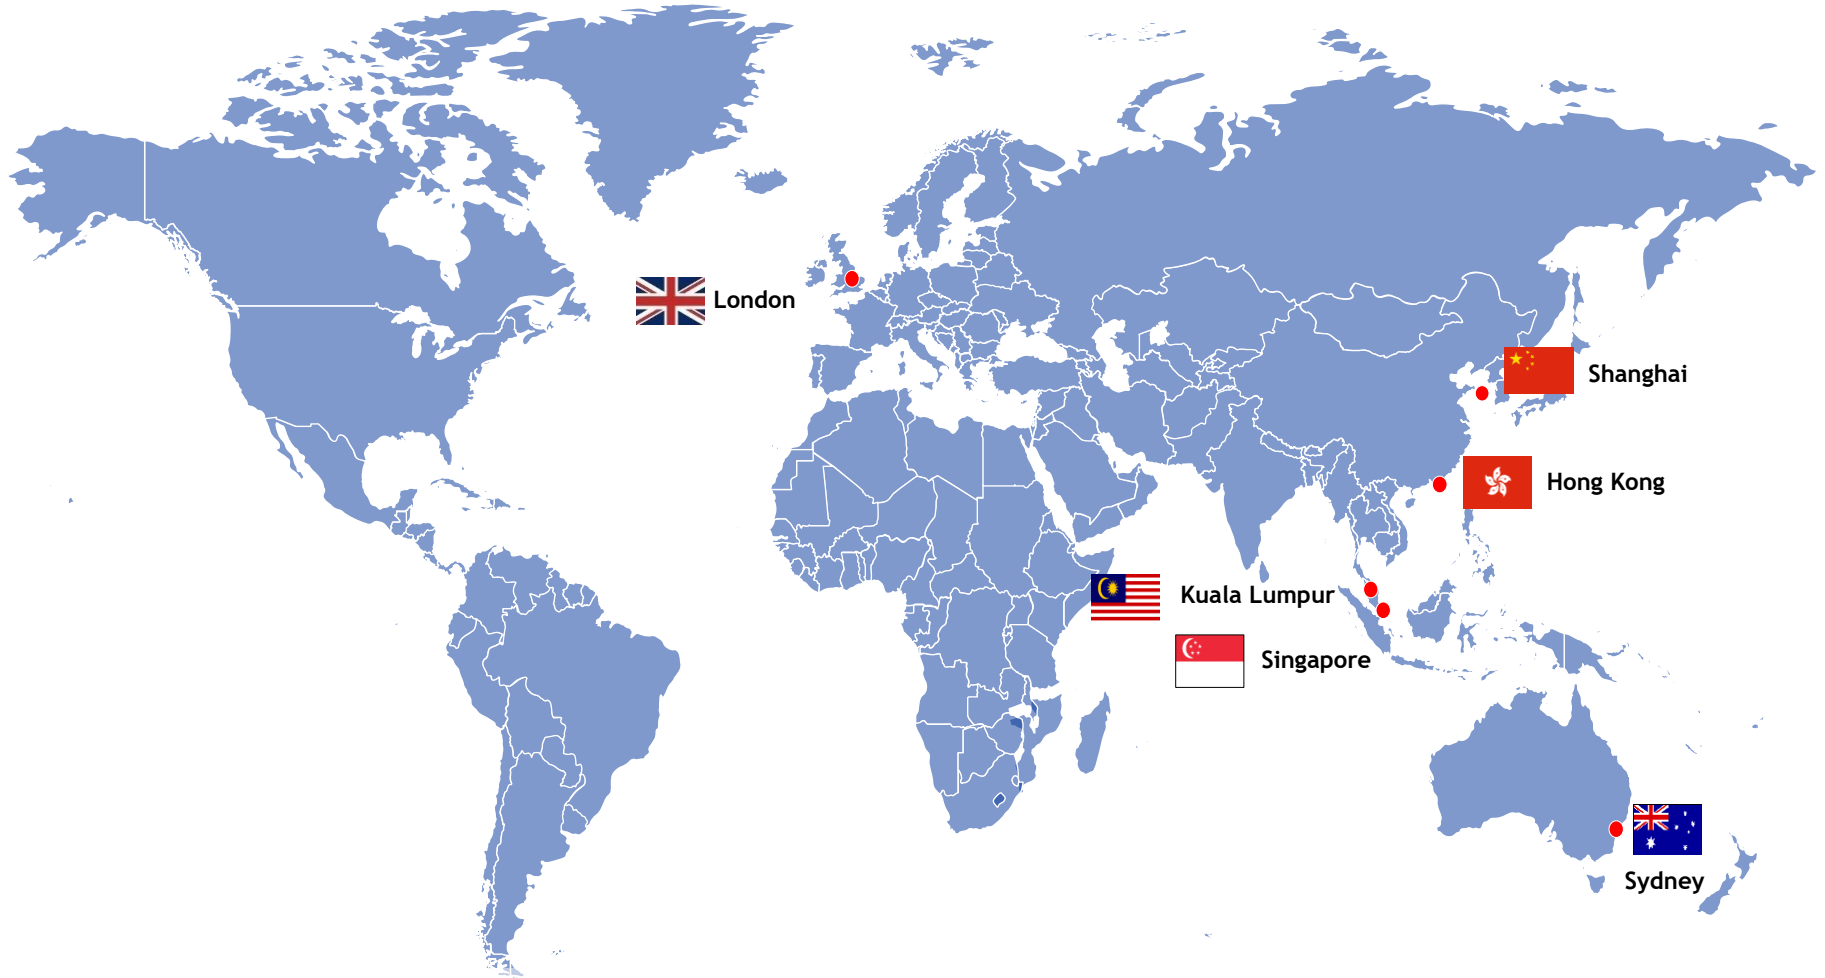 London
Shanghai
Hong Kong
Kuala Lumpur
Singapore
Sydney